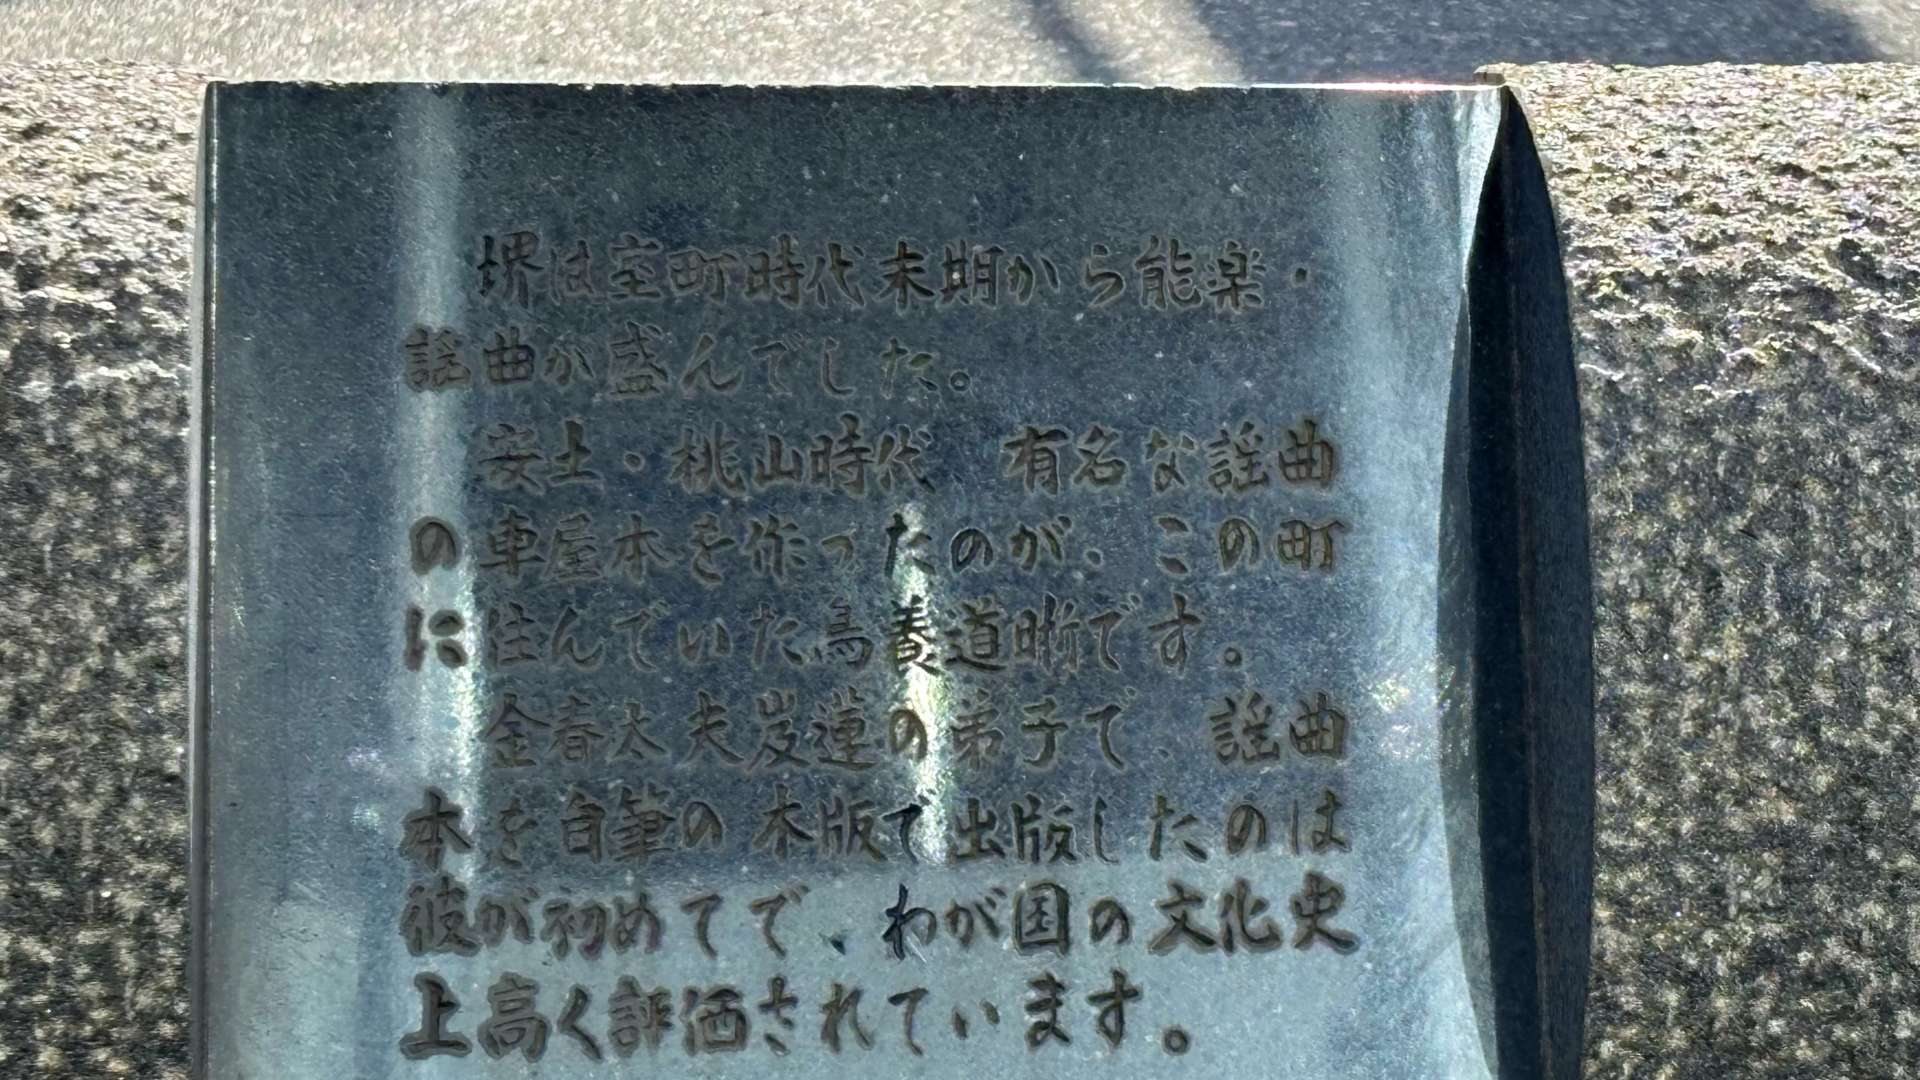 堺は室町時代末期から能楽・
謡曲が盛んでした。
安土・桃山時代、有名な謡曲
の車屋本を作ったのが、この町
に住んでいた鳥養道晣です。
金春太夫岌蓮の弟子で、謡曲
本を自筆の木版で出版したのは
彼が初めてで、わが国の文化史
上高く評価されています。